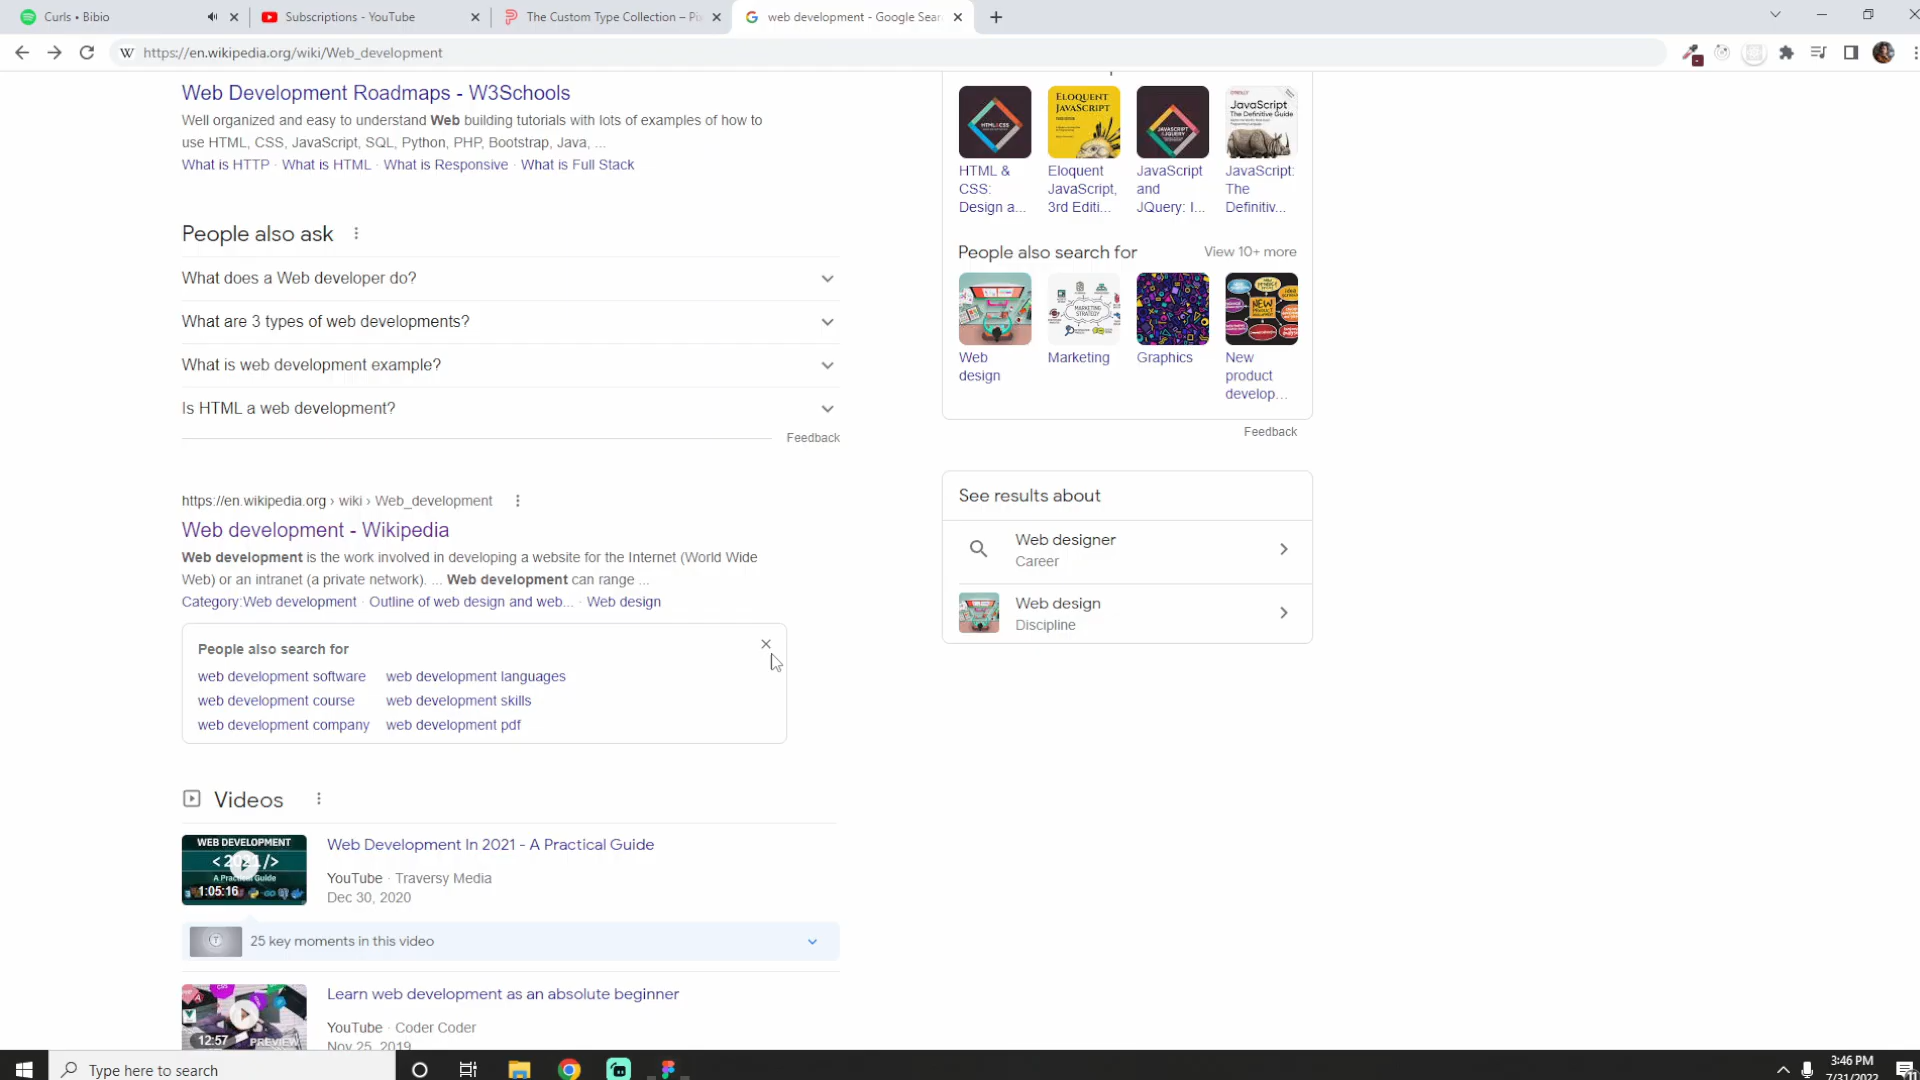 Curls • Bibio
Subscriptions - YouTube
The Custom Type Collection – Pix
web development - Google Sear
https://en.wikipedia.org/wiki/Web_development
Web Development Roadmaps - W3Schools
Well organized and easy to understand Web building tutorials with lots of examples of how to
use HTML, CSS, JavaScript, SQL, Python, PHP, Bootstrap, Java, ...
What is HTTP · What is HTML · What is Responsive · What is Full Stack
People also ask
What does a Web developer do?
What are 3 types of web developments?
What is web development example?
Is HTML a web development?
Feedback
https://en.wikipedia.org › wiki › Web_development
Web development - Wikipedia
Web development is the work involved in developing a website for the Internet (World Wide
Web) or an intranet (a private network). ... Web development can range ...
Category:Web development · Outline of web design and web... · Web design
People also search for
web development software
web development languages
web development course
web development skills
web development company
web development pdf
Videos
WEB DEVELOPMENT
< 2021 />
A Practical Guide
1:05:16
Web Development In 2021 - A Practical Guide
YouTube · Traversy Media
Dec 30, 2020
25 key moments in this video
12:57
PREVIEW
Learn web development as an absolute beginner
YouTube · Coder Coder
Nov 25, 2019
HTML&CSS
ELOQUENT
JAVASCRIPT
JAVASCRIPT
&JQUERY
O'REILLY
JavaScript
The Definitive Guide
HTML &
CSS:
Design a...
Eloquent
JavaScript,
3rd Editi...
JavaScript
and
JQuery: I...
JavaScript:
The
Definitiv...
People also search for
View 10+ more
MARKETING
STRATEGY
NEW
PRODUCT
Web
design
Marketing
Graphics
New
product
develop...
Feedback
See results about
Web designer
Career
Web design
Discipline
Type here to search
3:46 PM
7/31/2022
11